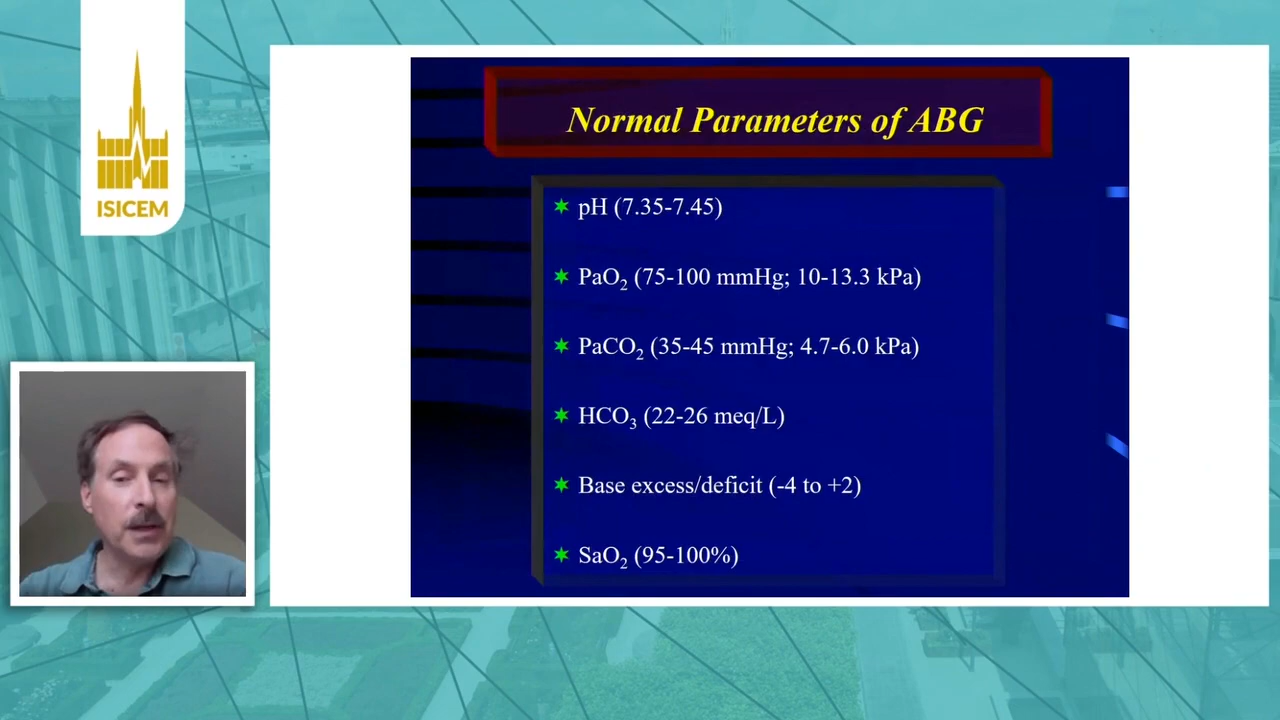 ISICEM
Normal Parameters of ABG
pH (7.35-7.45)
PaO₂ (75-100 mmHg; 10-13.3 kPa)
PaCO₂ (35-45 mmHg; 4.7-6.0 kPa)
HCO₃ (22-26 meq/L)
Base excess/deficit (-4 to +2)
SaO₂ (95-100%)